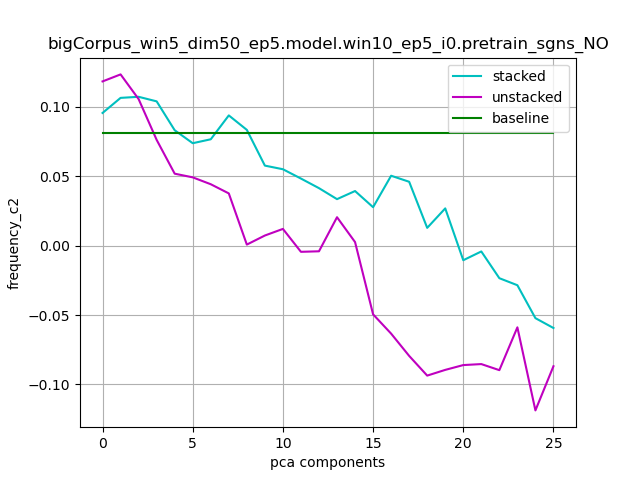 bigCorpus_win5_dim50_ep5.model.win10_ep5_i0.pretrain_sgns_NO
stacked
unstacked
baseline
0.10
0.05
0.00
−0.05
−0.10
frequency_c2
0 5 10 15 20 25
pca components